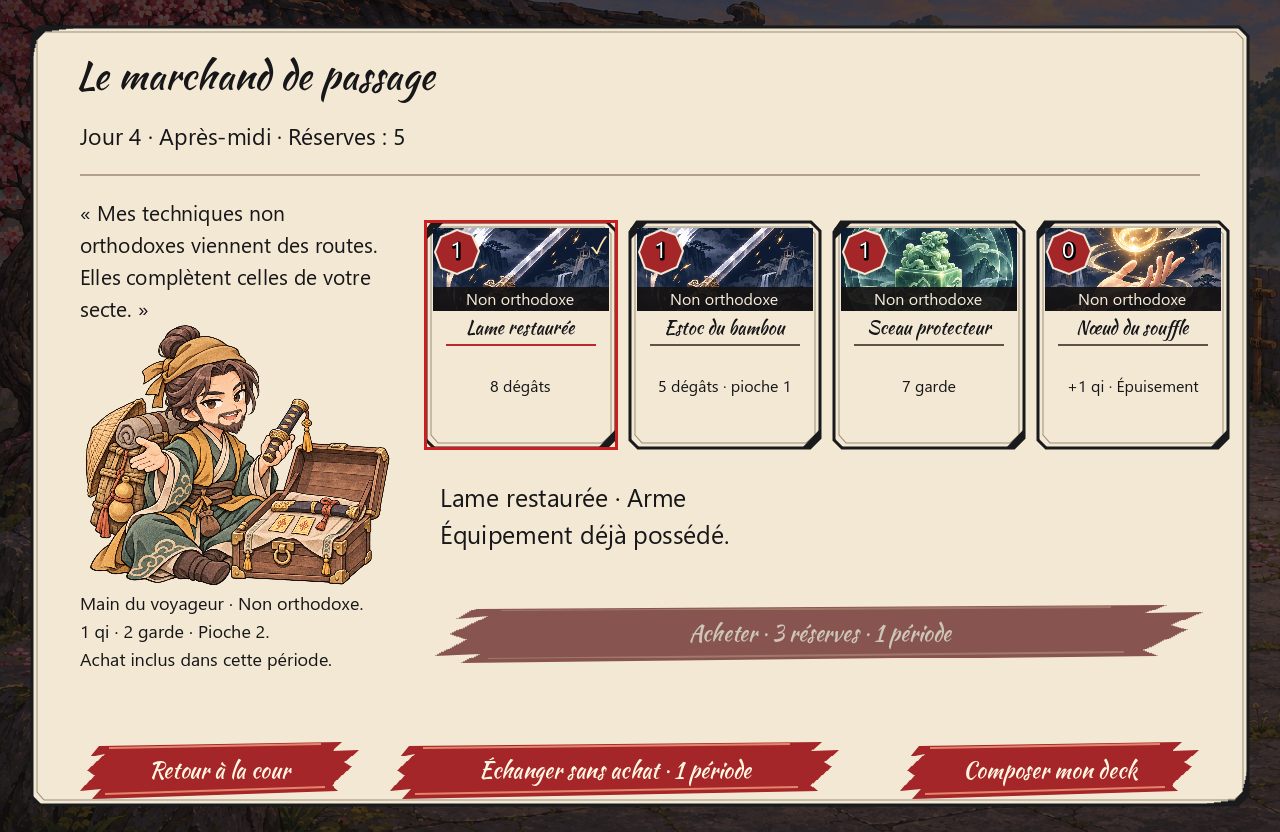 Le marchand de passage
Jour 4 · Après-midi · Réserves : 5
« Mes techniques non
orthodoxes viennent des routes.
Elles complètent celles de votre
secte. »
1
Non orthodoxe
Lame restaurée
8 dégâts
1
Non orthodoxe
Estoc du bambou
5 dégâts · pioche 1
1
Non orthodoxe
Sceau protecteur
7 garde
0
Non orthodoxe
Nœud du souffle
+1 qi · Épuisement
Lame restaurée · Arme
Équipement déjà possédé.
Main du voyageur · Non orthodoxe.
1 qi · 2 garde · Pioche 2.
Achat inclus dans cette période.
Acheter · 3 réserves · 1 période
Retour à la cour
Échanger sans achat · 1 période
Composer mon deck